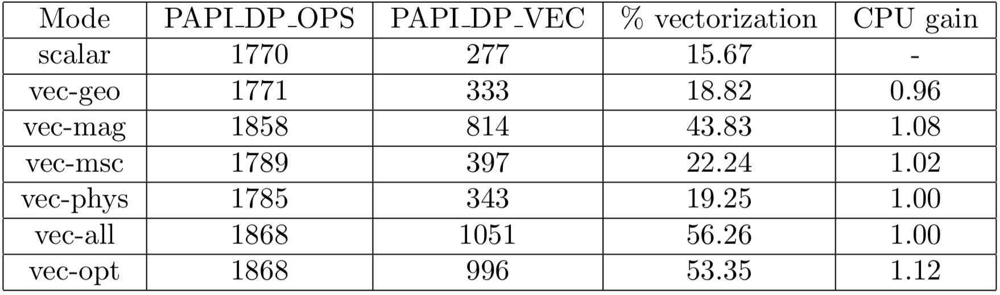 Mode PAPI_DP_OPS PAPI_DP_VEC % vectorization CPU gain
scalar 1770 277 15.67 -
vec-geo 1771 333 18.82 0.96
vec-mag 1858 814 43.83 1.08
vec-msc 1789 397 22.24 1.02
vec-phys 1785 343 19.25 1.00
vec-all 1868 1051 56.26 1.00
vec-opt 1868 996 53.35 1.12